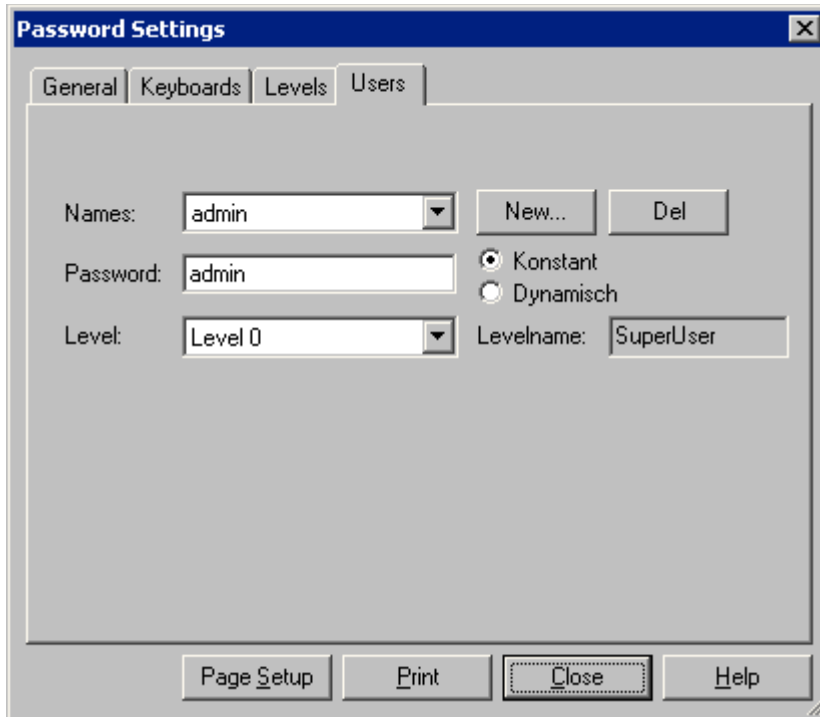 Password Settings
General Keyboards Levels Users
Names: admin New... Del
Password: admin Konstant
Dynamisch
Level: Level 0 Levelname: SuperUser
Page Setup Print Close Help